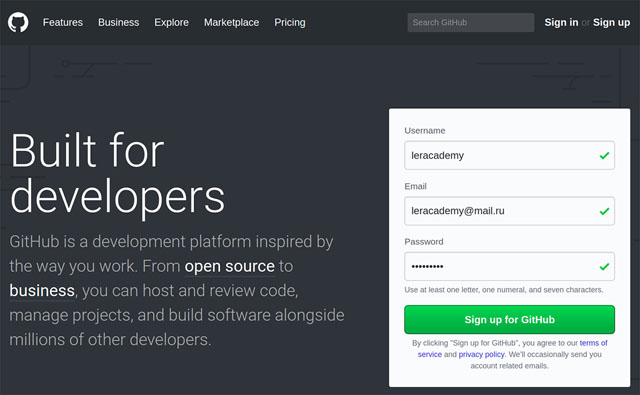 Features Business Explore Marketplace Pricing Search GitHub Sign in or Sign up
Built for
developers
GitHub is a development platform inspired by
the way you work. From open source to
business, you can host and review code,
manage projects, and build software alongside
millions of other developers.
Username
leracademy
Email
leracademy@mail.ru
Password
•••••••••
Use at least one letter, one numeral, and seven characters.
Sign up for GitHub
By clicking "Sign up for GitHub", you agree to our terms of
service and privacy policy. We'll occasionally send you
account related emails.